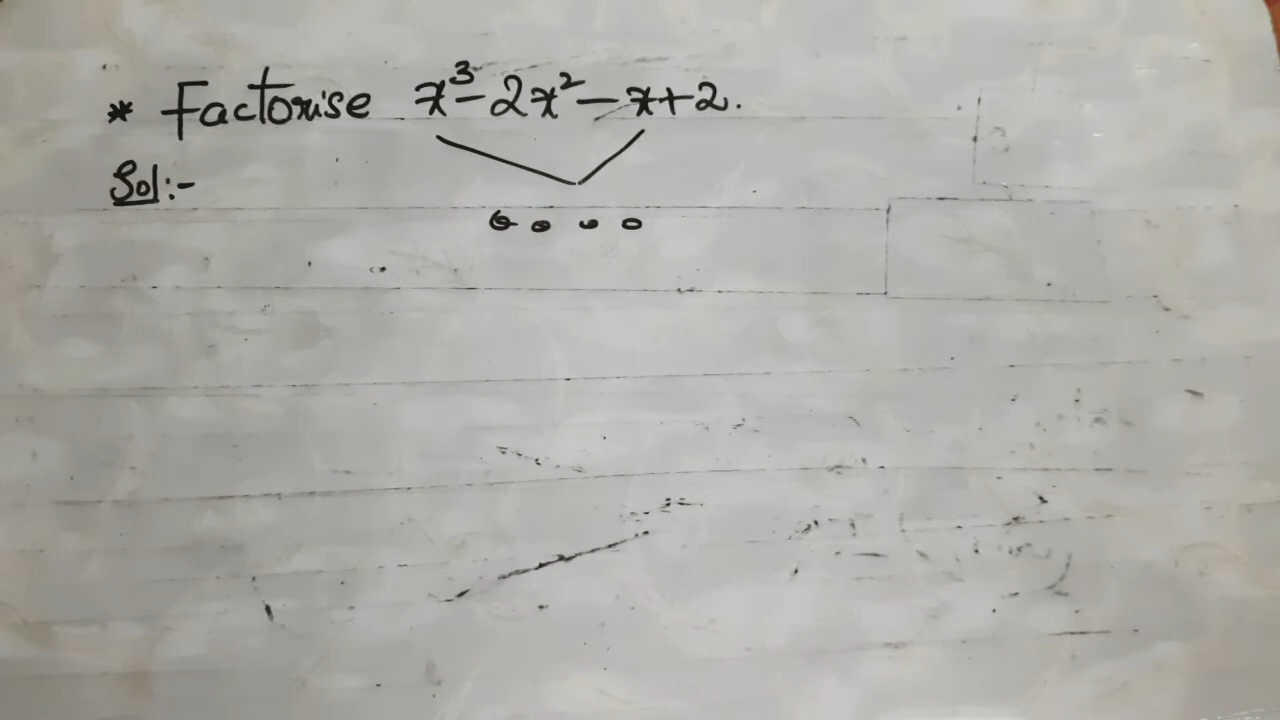 * Factorise x³-2x²-x+2.
Sol:-